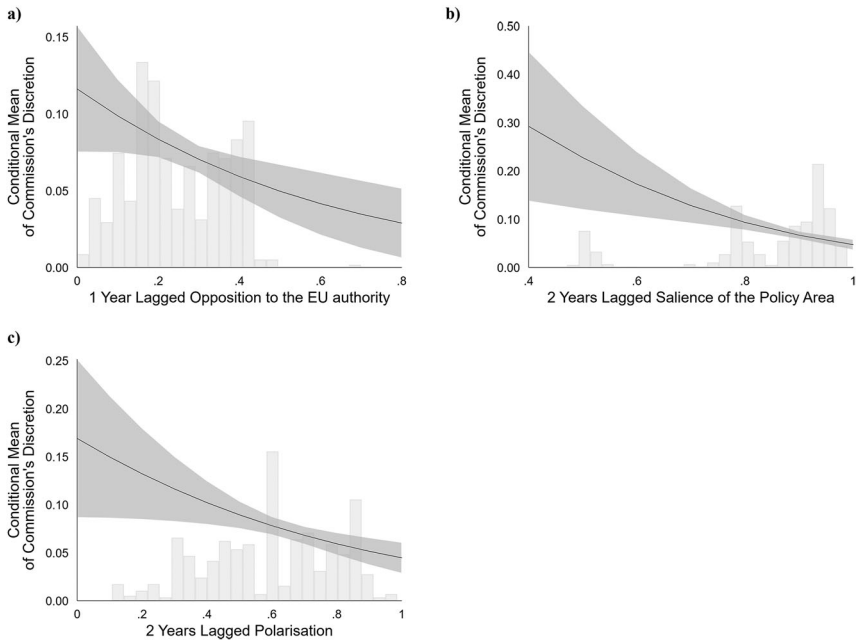 a)
Conditional Mean
of Commission's Discretion
0.15
0.10
0.05
0.00
0
.2
.4
.6
.8
1 Year Lagged Opposition to the EU authority
b)
Conditional Mean
of Commission's Discretion
0.50
0.40
0.30
0.20
0.10
0.00
.4
.6
.8
1
2 Years Lagged Salience of the Policy Area
c)
Conditional Mean
of Commission's Discretion
0.25
0.20
0.15
0.10
0.05
0.00
0
.2
.4
.6
.8
1
2 Years Lagged Polarisation